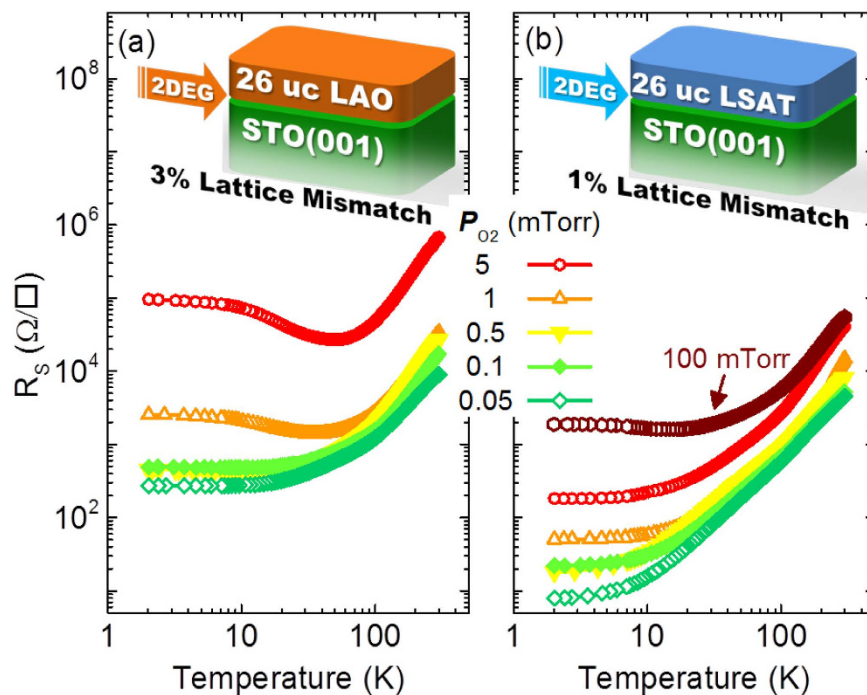 (a)
2DEG
26 uc LAO
STO(001)
3% Lattice Mismatch
(b)
2DEG
26 uc LSAT
STO(001)
1% Lattice Mismatch
P_O2 (mTorr)
5
1
0.5
0.1
0.05
100 mTorr
R_S (Ω/□)
10^8
10^6
10^4
10^2
1 10 100
Temperature (K)
1 10 100
Temperature (K)